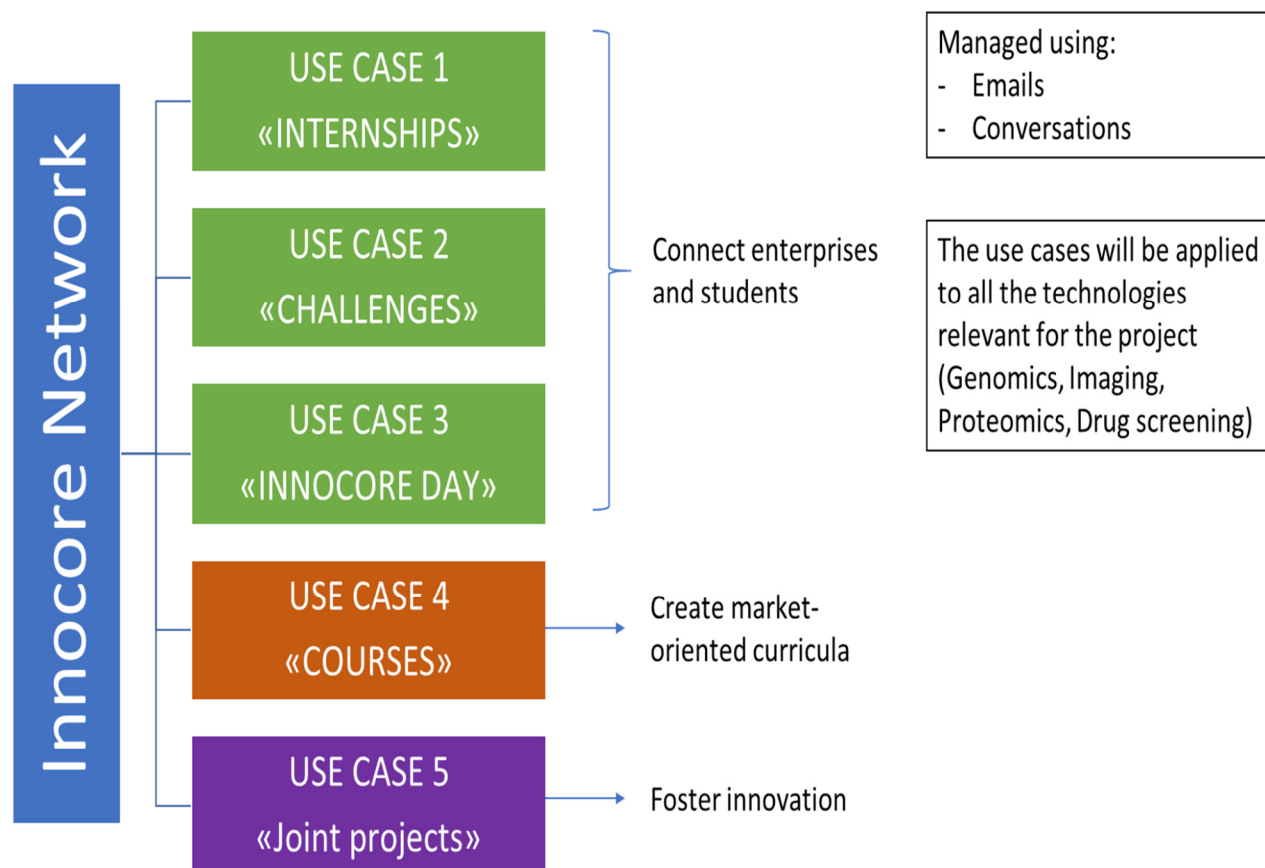 Innocore Network
USE CASE 1
«INTERNSHIPS»
USE CASE 2
«CHALLENGES»
USE CASE 3
«INNOCORE DAY»
USE CASE 4
«COURSES»
USE CASE 5
«Joint projects»
Connect enterprises
and students
Create market-
oriented curricula
Foster innovation
Managed using:
- Emails
- Conversations
The use cases will be applied
to all the technologies
relevant for the project
(Genomics, Imaging,
Proteomics, Drug screening)